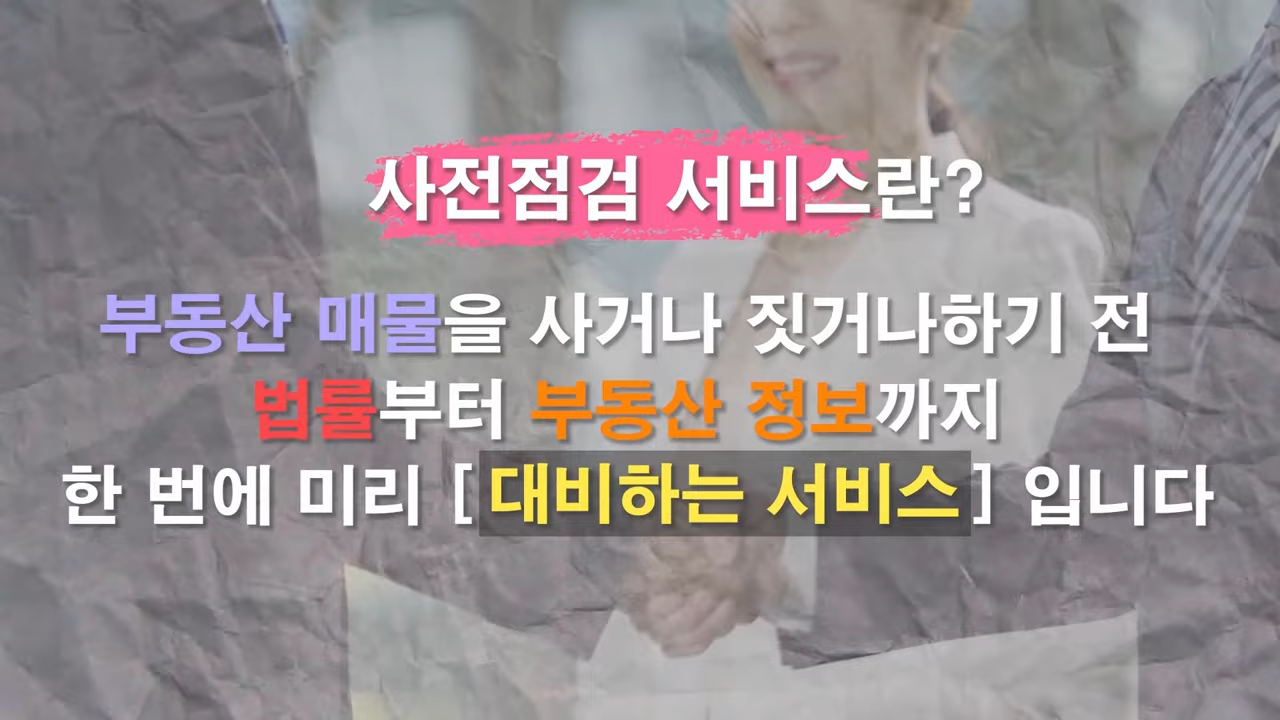 사전점검 서비스란?
부동산 매물을 사거나 짓거나하기 전
법률부터 부동산 정보까지
한 번에 미리 [대비하는 서비스] 입니다